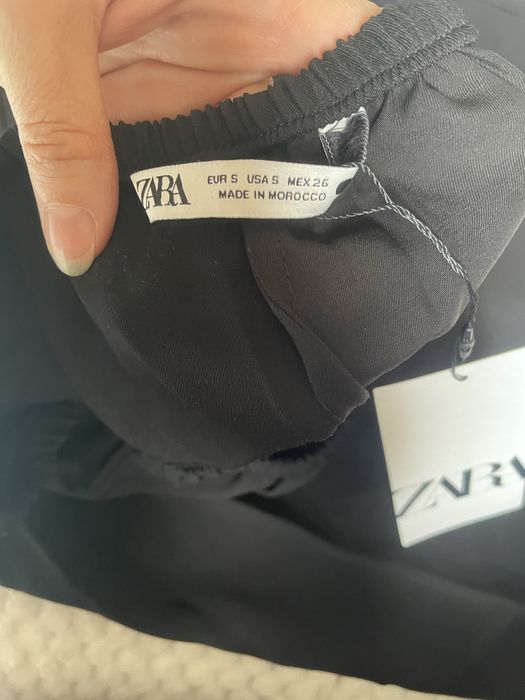 ZARA
EUR S USA S MEX 26
MADE IN MOROCCO
ZARA